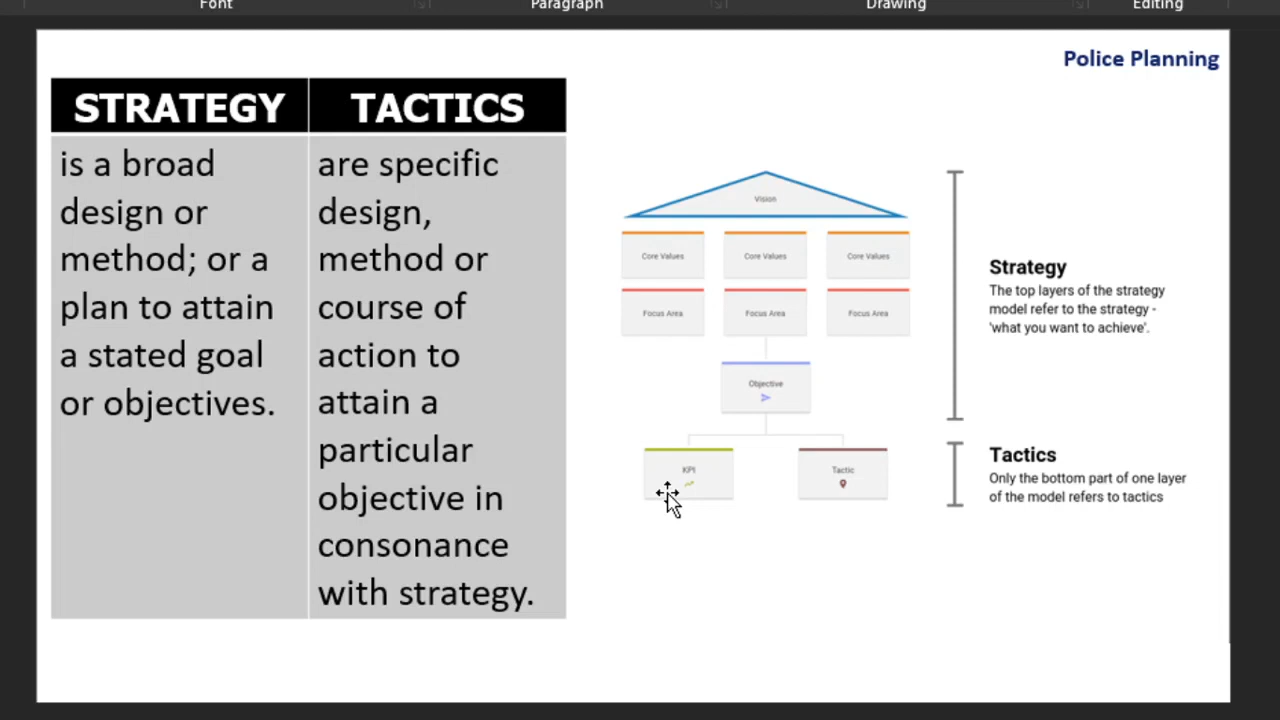 Font Paragraph Drawing Editing
Police Planning
STRATEGY
is a broad
design or
method; or a
plan to attain
a stated goal
or objectives.
TACTICS
are specific
design,
method or
course of
action to
attain a
particular
objective in
consonance
with strategy.
Vision
Core Values Core Values Core Values
Focus Area Focus Area Focus Area
Objective
KPI Tactic
Strategy
The top layers of the strategy
model refer to the strategy -
'what you want to achieve'.
Tactics
Only the bottom part of one layer
of the model refers to tactics